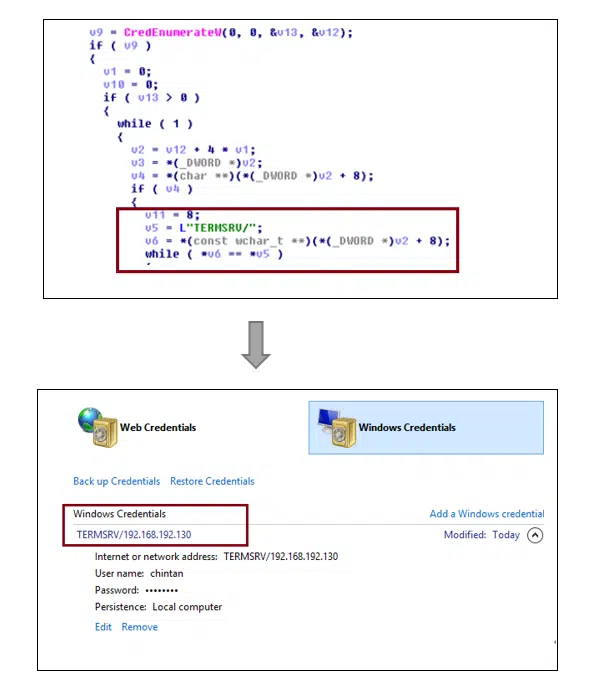 v9 = CredEnumerateW(0, 0, &v13, &v12);
if ( v9 )
{
v1 = 0;
v10 = 0;
if ( v13 > 0 )
{
while ( 1 )
{
v2 = v12 + 4 * v1;
v3 = *(_DWORD *)v2;
v4 = *(char **)(*(_DWORD *)v2 + 8);
if ( v4 )
{
v11 = 8;
v5 = L"TERMSRV/";
v6 = *(const wchar_t **)(*(_DWORD *)v2 + 8);
while ( *v6 == *v5 )
Web Credentials
Windows Credentials
Back up Credentials Restore Credentials
Windows Credentials Add a Windows credential
TERMSRV/192.168.192.130 Modified: Today
Internet or network address: TERMSRV/192.168.192.130
User name: chintan
Password: ••••••••
Persistence: Local computer
Edit Remove